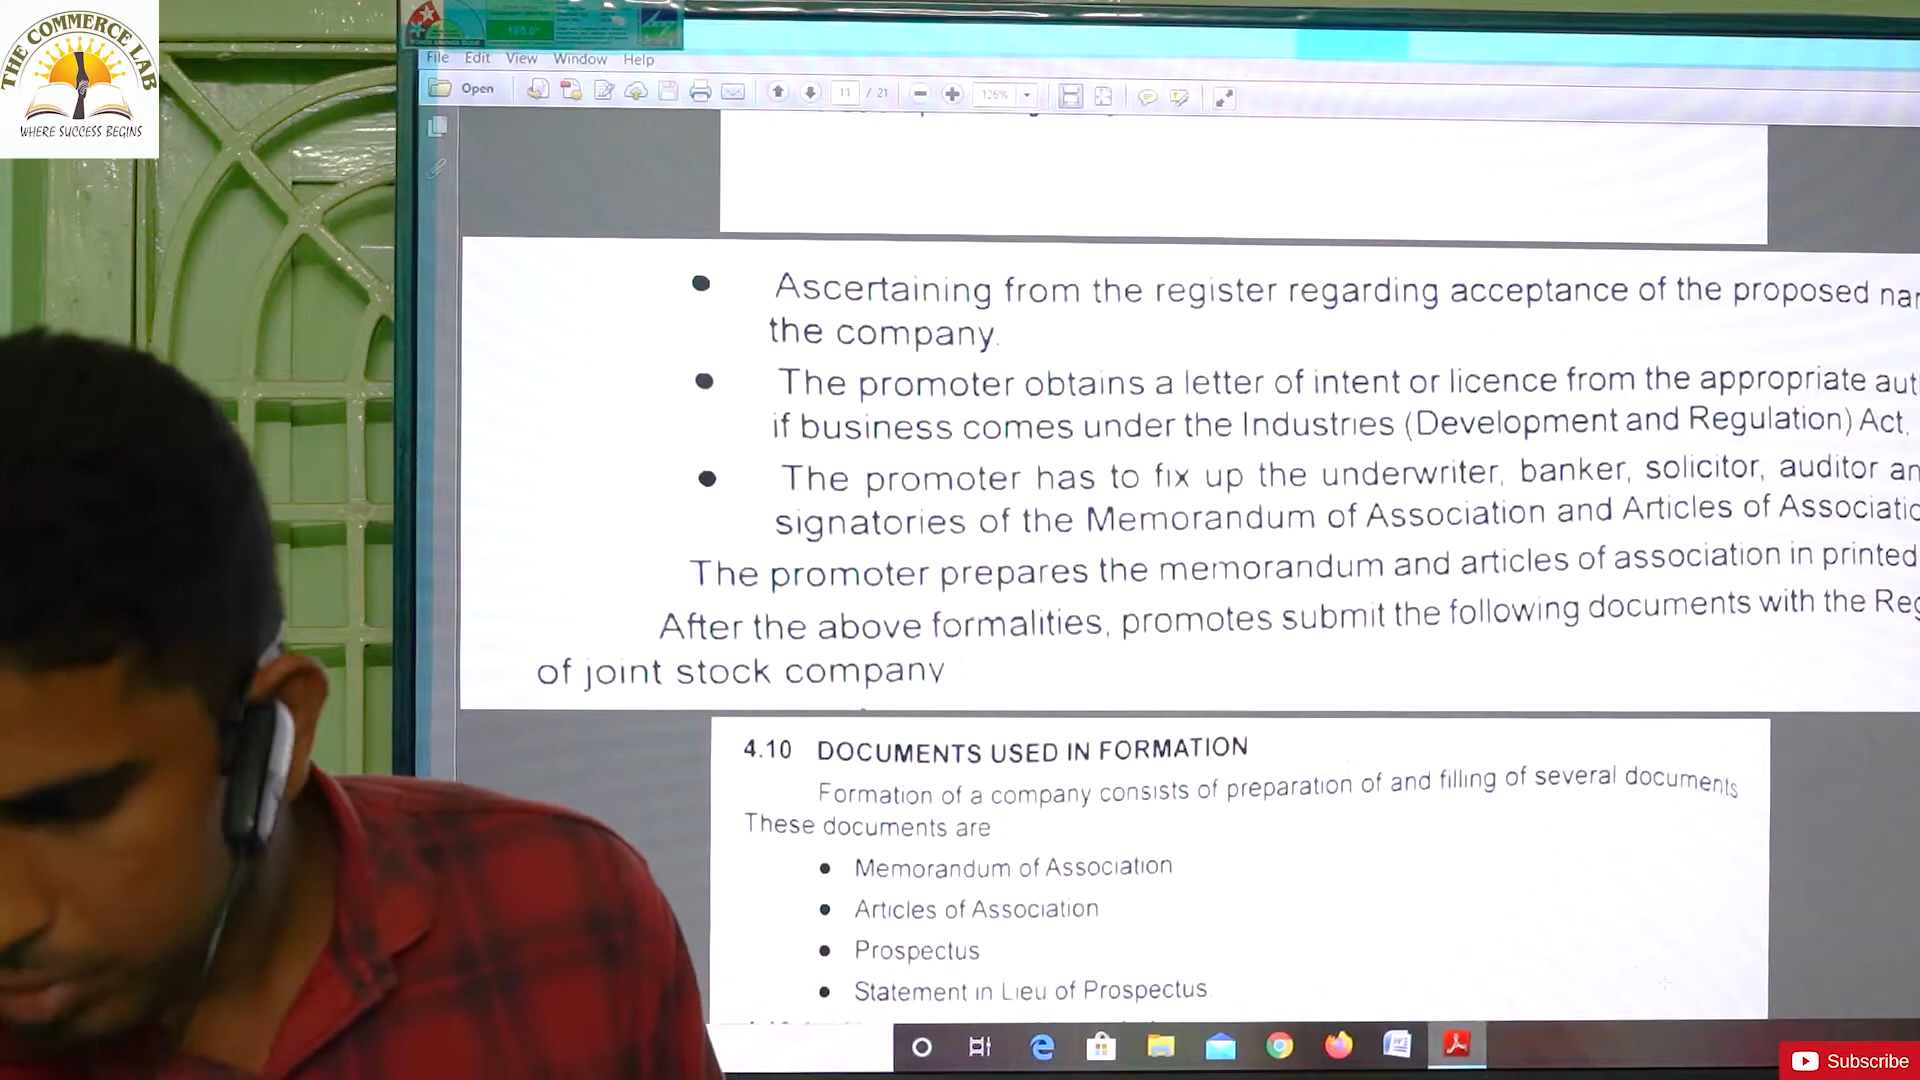 THE COMMERCE LAB
WHERE SUCCESS BEGINS
File Edit View Window Help
Open 11 / 21 126%
Ascertaining from the register regarding acceptance of the proposed
the company.
The promoter obtains a letter of intent or licence from the appropriate
if business comes under the Industries (Development and Regulation) Act,
The promoter has to fix up the underwriter, banker, solicitor, auditor
signatories of the Memorandum of Association and Articles of
The promoter prepares the memorandum and articles of association in printed
After the above formalities, promotes submit the following documents with the
of joint stock company
4.10 DOCUMENTS USED IN FORMATION
Formation of a company consists of preparation of and filling of several documents
These documents are
Memorandum of Association
Articles of Association
Prospectus
Statement in Lieu of Prospectus
Subscribe